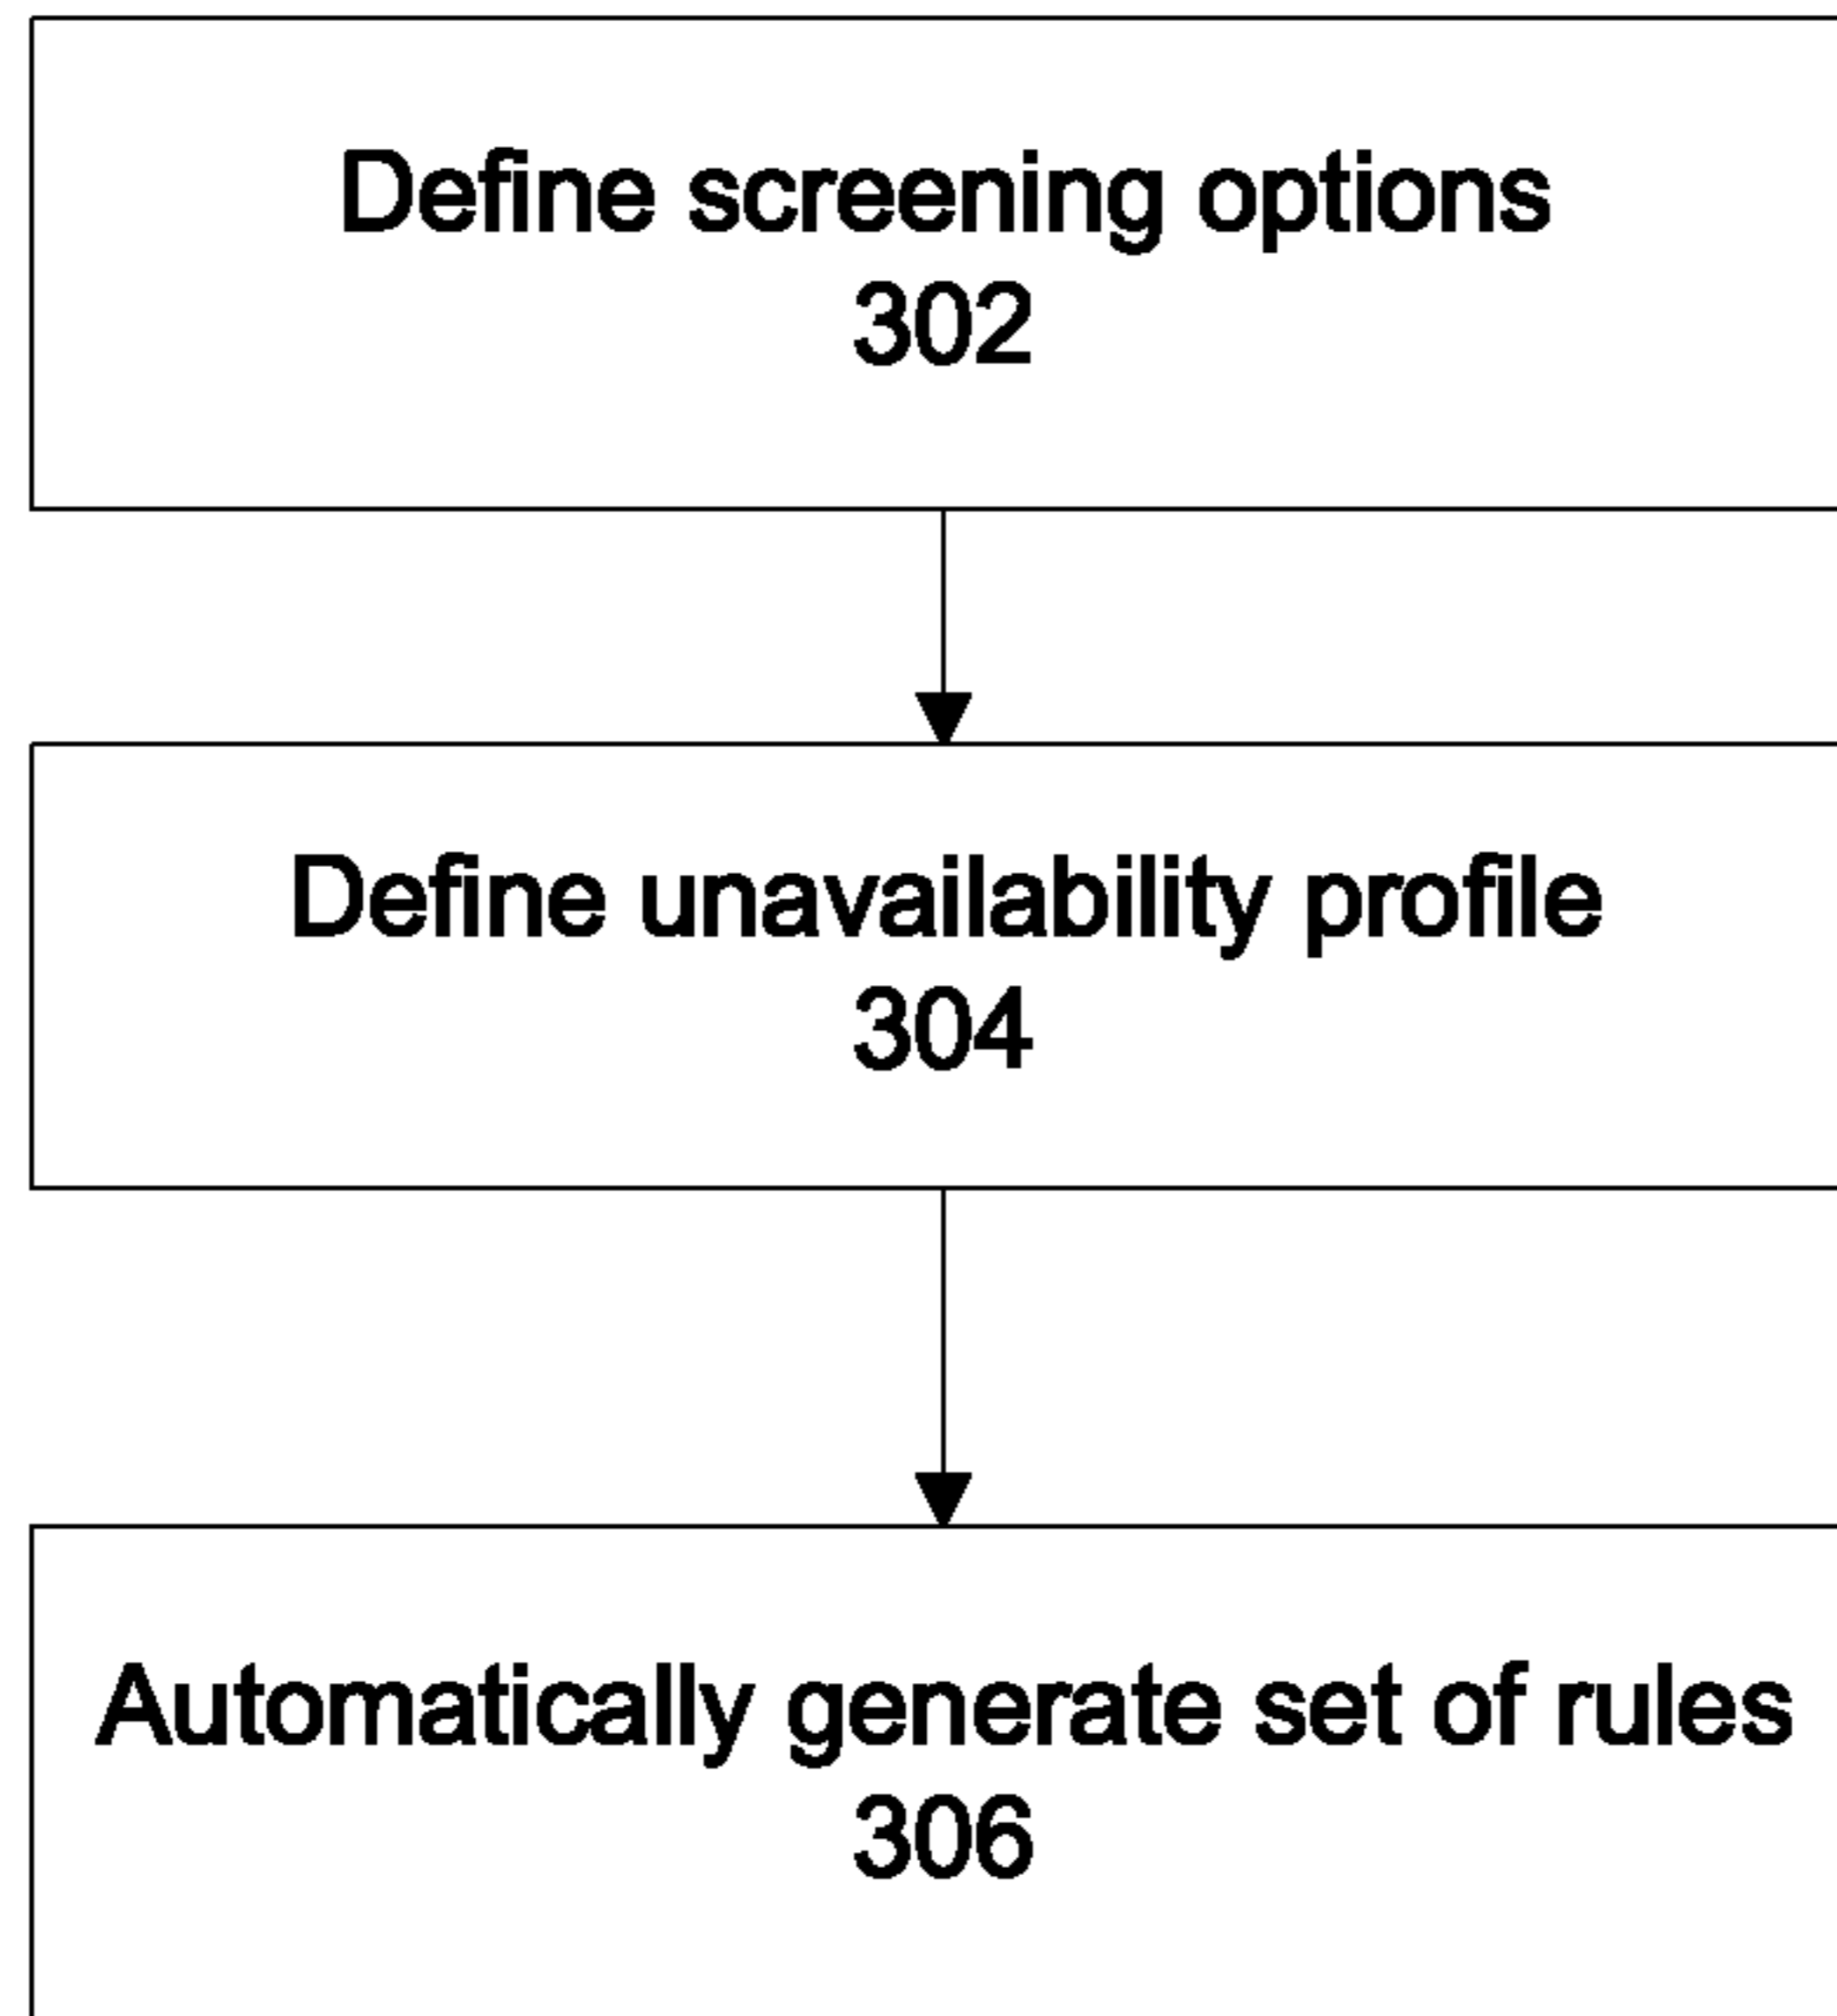 Define screening options
302
Define unavailability profile
304
Automatically generate set of rules
306